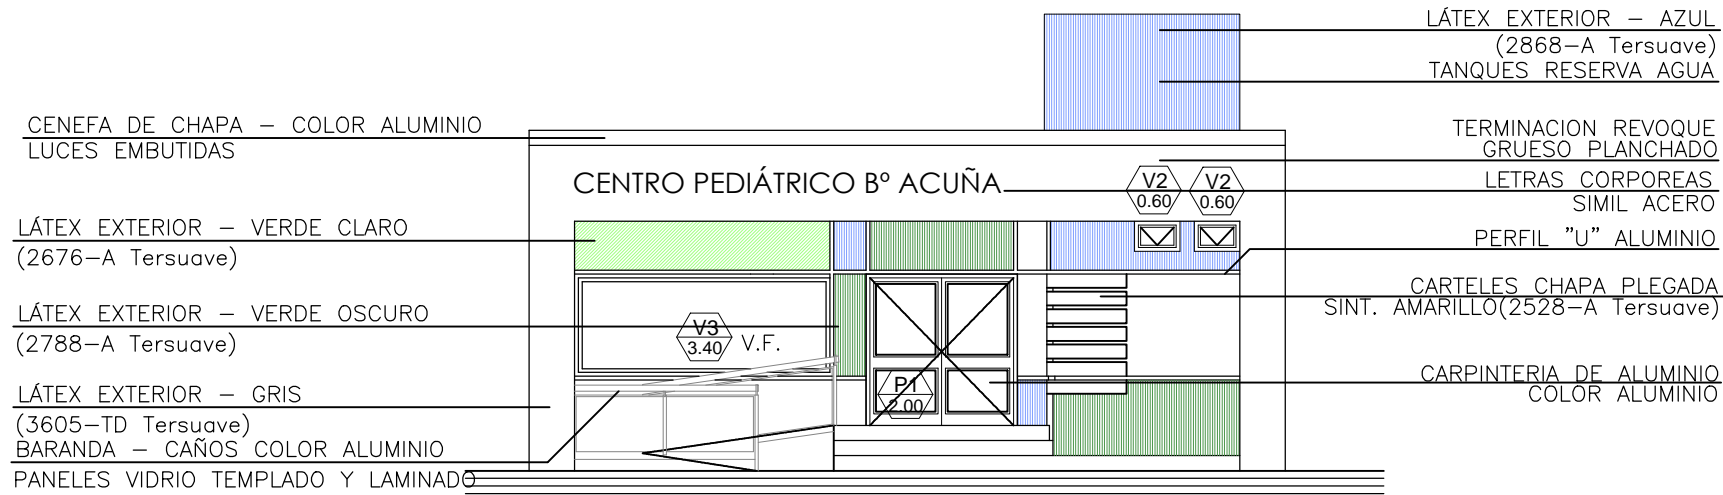 CENEFA DE CHAPA – COLOR ALUMINIO
LUCES EMBUTIDAS
LÁTEX EXTERIOR – VERDE CLARO
(2676–A Tersuave)
LÁTEX EXTERIOR – VERDE OSCURO
(2788–A Tersuave)
LÁTEX EXTERIOR – GRIS
(3605–TD Tersuave)
BARANDA – CAÑOS COLOR ALUMINIO
PANELES VIDRIO TEMPLADO Y LAMINADO
CENTRO PEDIÁTRICO Bº ACUÑA
V2
0.60
V2
0.60
V3
3.40
V.F.
P1
2.00
LÁTEX EXTERIOR – AZUL
(2868–A Tersuave)
TANQUES RESERVA AGUA
TERMINACION REVOQUE
GRUESO PLANCHADO
LETRAS CORPOREAS
SIMIL ACERO
PERFIL "U" ALUMINIO
CARTELES CHAPA PLEGADA
SINT. AMARILLO(2528–A Tersuave)
CARPINTERIA DE ALUMINIO
COLOR ALUMINIO